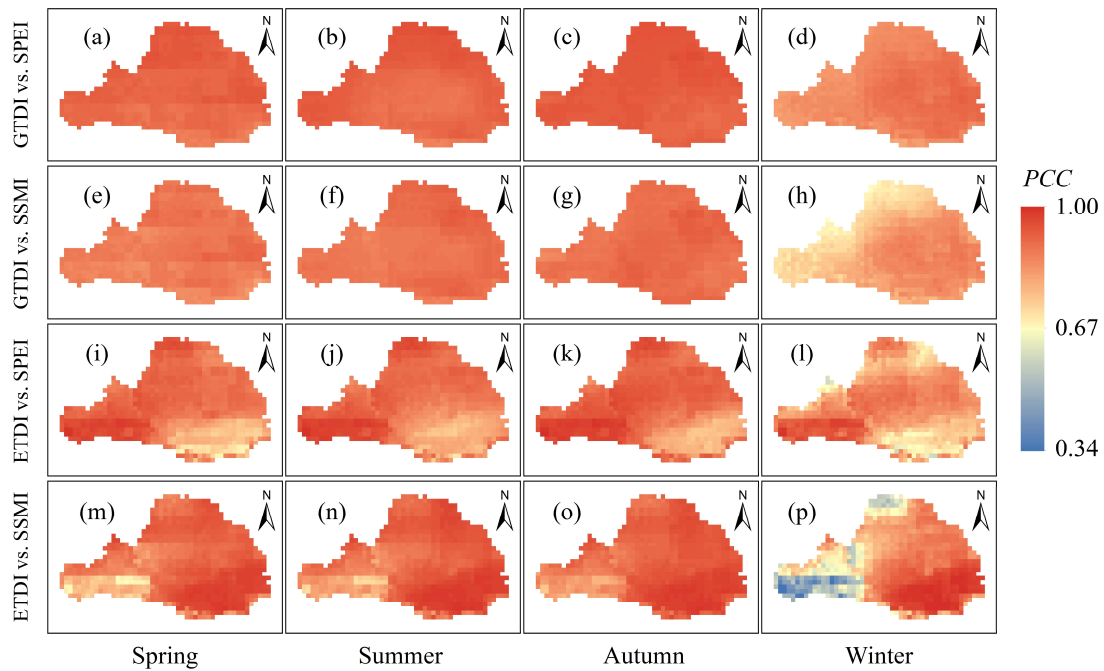 GTDI vs. SPEI
(a) N
(b) N
(c) N
(d) N
GTDI vs. SSMI
(e) N
(f) N
(g) N
(h) N
ETDI vs. SPEI
(i) N
(j) N
(k) N
(l) N
ETDI vs. SSMI
(m) N
(n) N
(o) N
(p) N
Spring
Summer
Autumn
Winter
PCC
1.00
0.67
0.34